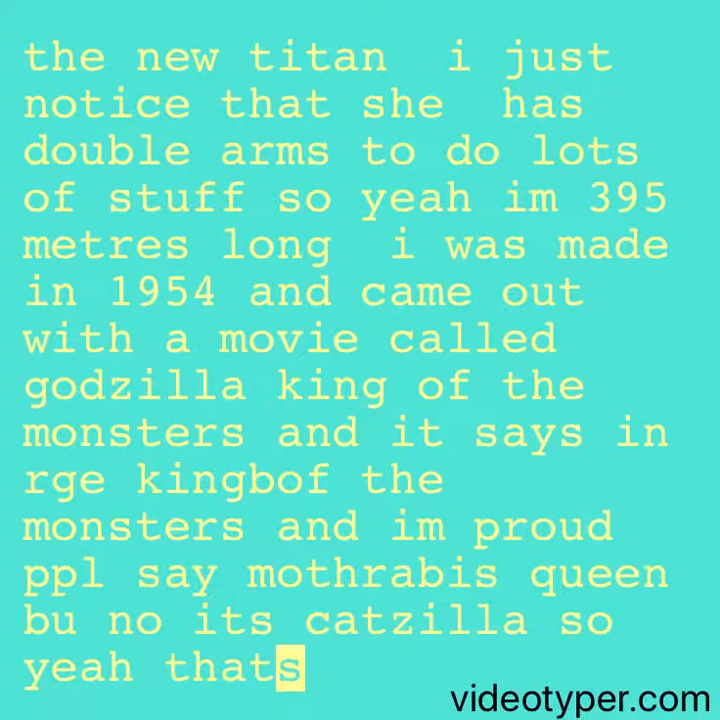 the new titan  i just
notice that she  has
double arms to do lots
of stuff so yeah im 395
metres long  i was made
in 1954 and came out
with a movie called
godzilla king of the
monsters and it says in
rge kingbof the
monsters and im proud
ppl say mothrabis queen
bu no its catzilla so
yeah thats
videotyper.com